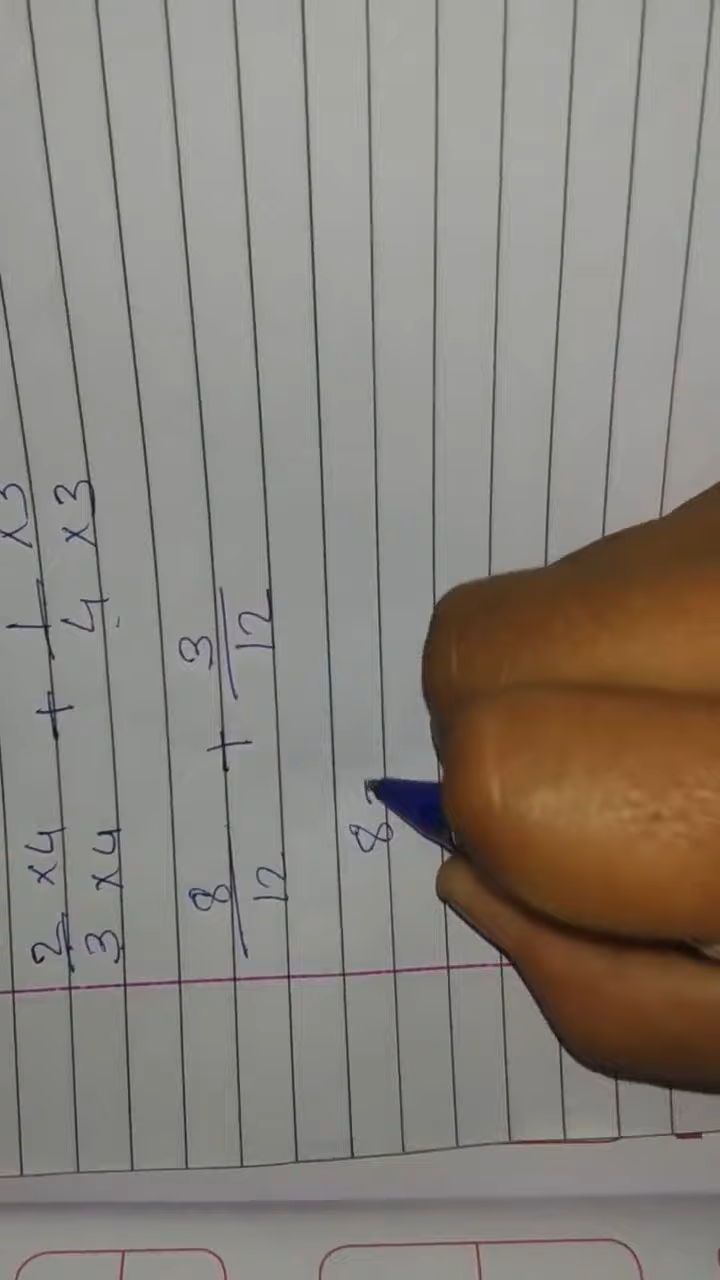 2/3 ×4/×4 + 1/4 ×3/×3
8/12 + 3/12
8